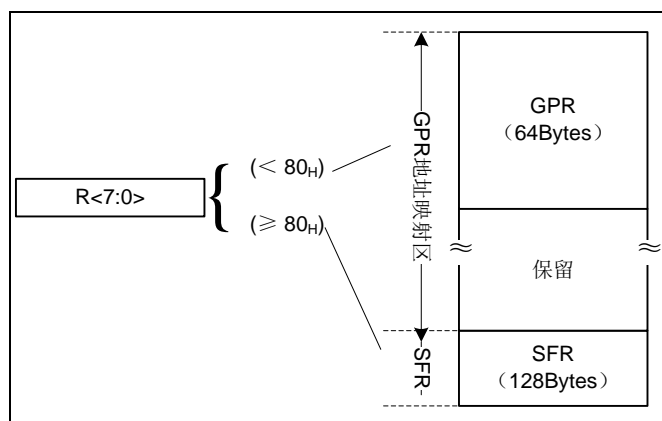 R<7:0>
(＜ 80H)
(≥ 80H)
GPR地址映射区
SFR
GPR
（64Bytes）
保留
SFR
（128Bytes）